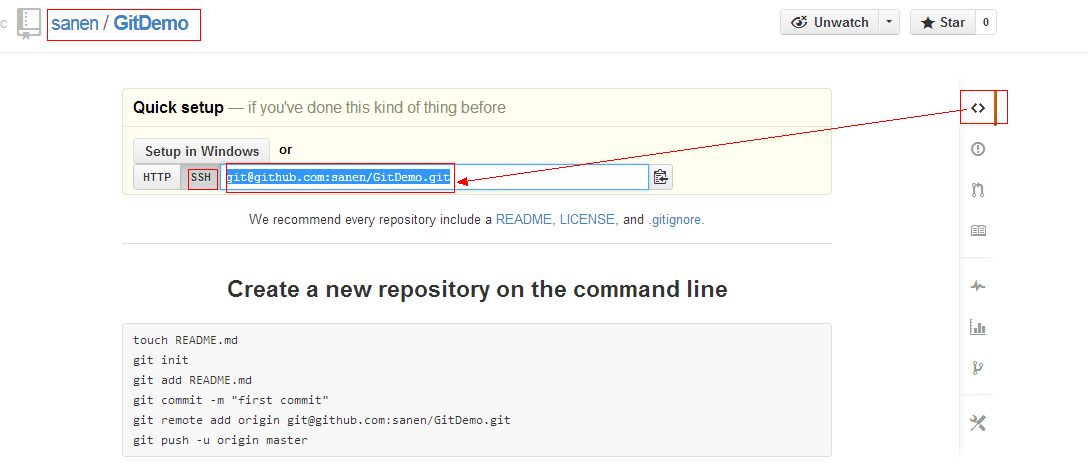 c sanen / GitDemo Unwatch Star 0
Quick setup — if you've done this kind of thing before
Setup in Windows or
HTTP SSH git@github.com:sanen/GitDemo.git
We recommend every repository include a README, LICENSE, and .gitignore.
Create a new repository on the command line
touch README.md
git init
git add README.md
git commit -m "first commit"
git remote add origin git@github.com:sanen/GitDemo.git
git push -u origin master